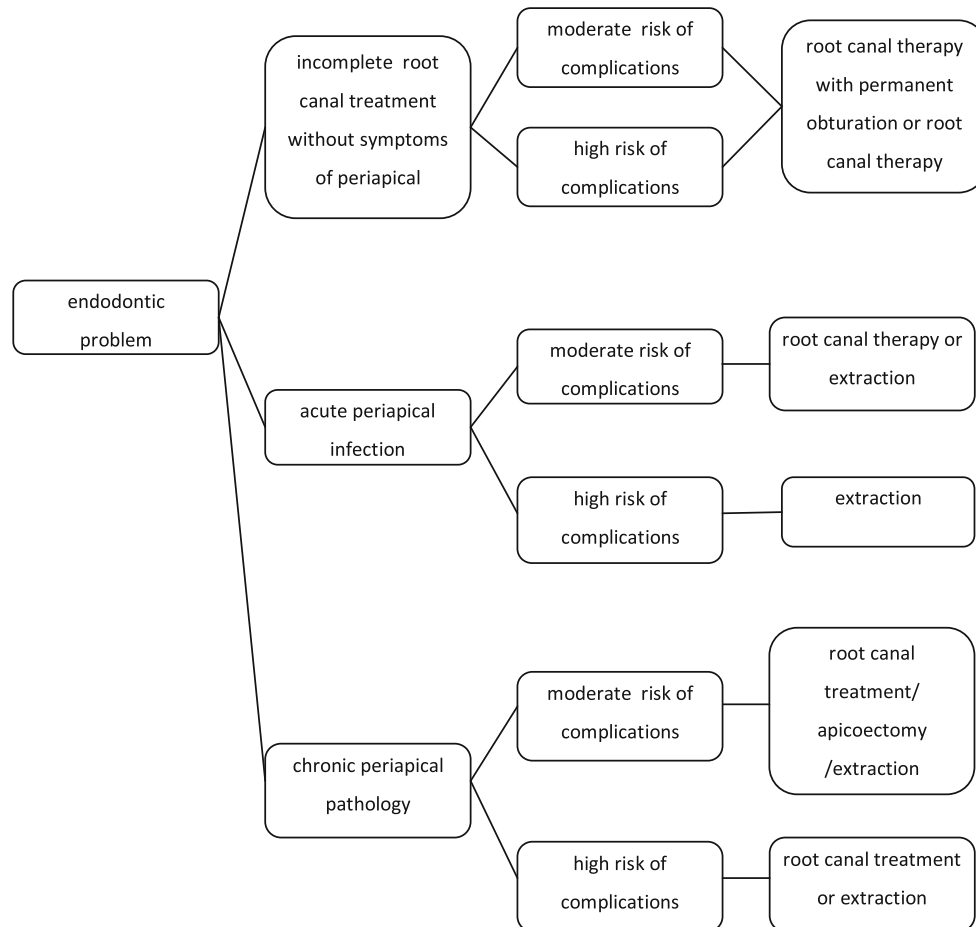 endodontic
problem
incomplete root
canal treatment
without symptoms
of periapical
moderate risk of
complications
high risk of
complications
root canal therapy
with permanent
obturation or root
canal therapy
acute periapical
infection
moderate risk of
complications
root canal therapy or
extraction
high risk of
complications
extraction
chronic periapical
pathology
moderate risk of
complications
root canal
treatment/
apicoectomy
/extraction
high risk of
complications
root canal treatment
or extraction